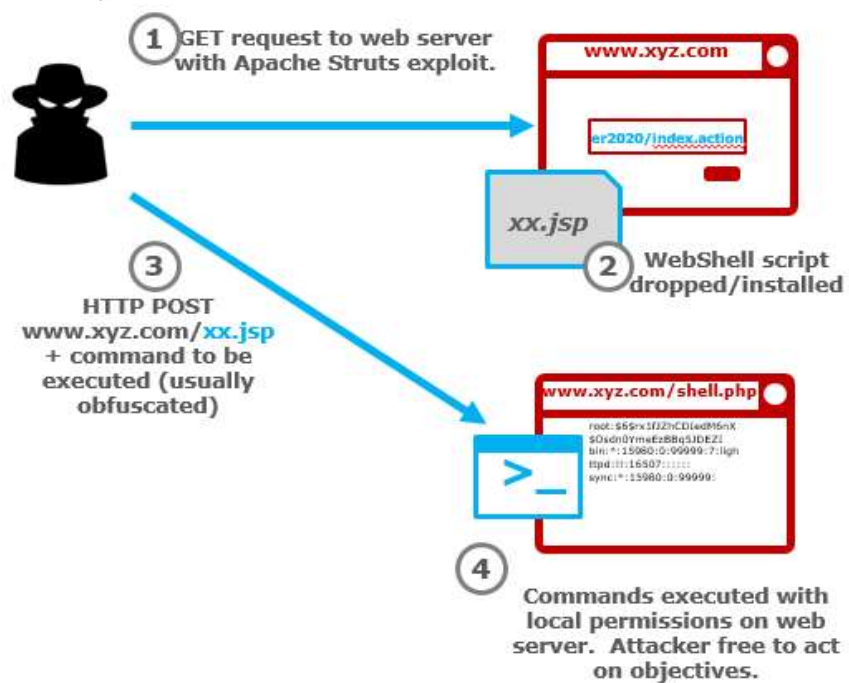 1
GET request to web server
with Apache Struts exploit.
www.xyz.com
er2020/index.action
xx.jsp
2
WebShell script
dropped/installed
3
HTTP POST
www.xyz.com/xx.jsp
+ command to be
executed (usually
obfuscated)
www.xyz.com/shell.php
bin:*:15980:0:99999:7:ligh
ttpd:!!:16507::::::
sync:*:15980:0:99999:
>_
4
Commands executed with
local permissions on web
server. Attacker free to act
on objectives.